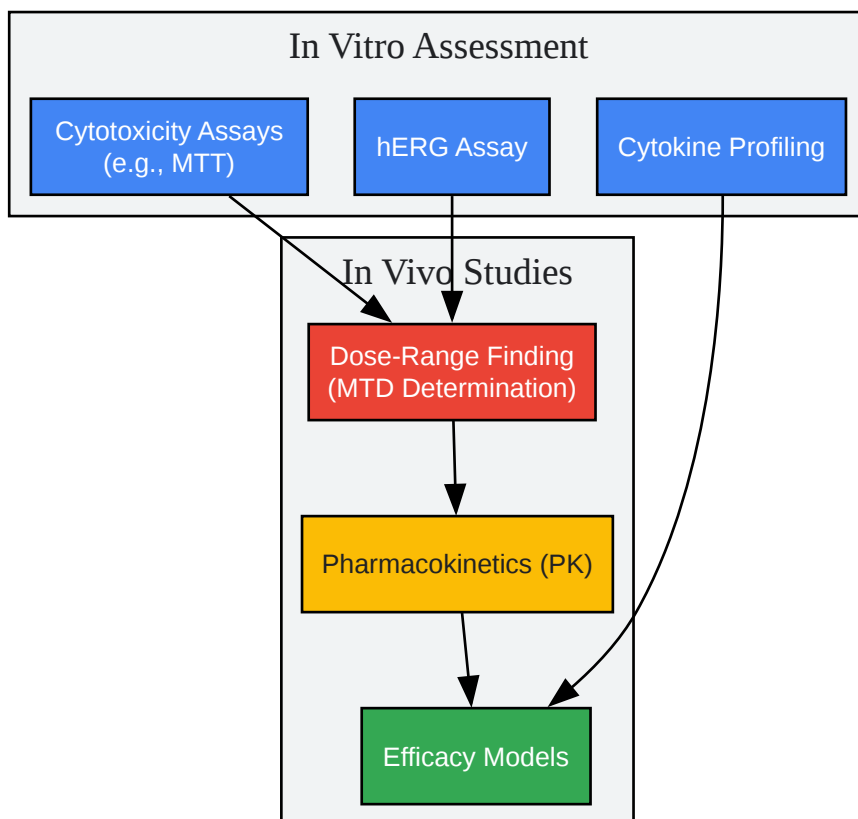 In Vitro Assessment
Cytotoxicity Assays
(e.g., MTT)
hERG Assay
Cytokine Profiling
In Vivo Studies
Dose-Range Finding
(MTD Determination)
Pharmacokinetics (PK)
Efficacy Models